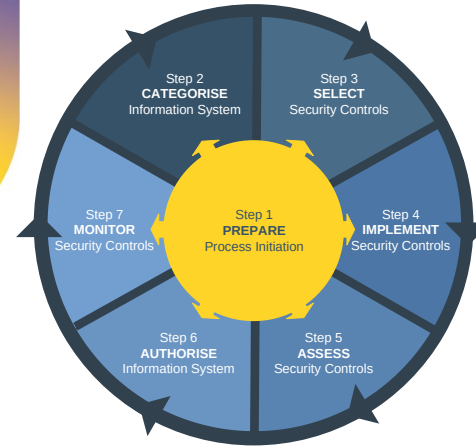 Step 2
CATEGORISE
Information System
Step 3
SELECT
Security Controls
Step 7
MONITOR
Security Controls
Step 1
PREPARE
Process Initiation
Step 4
IMPLEMENT
Security Controls
Step 6
AUTHORISE
Information System
Step 5
ASSESS
Security Controls